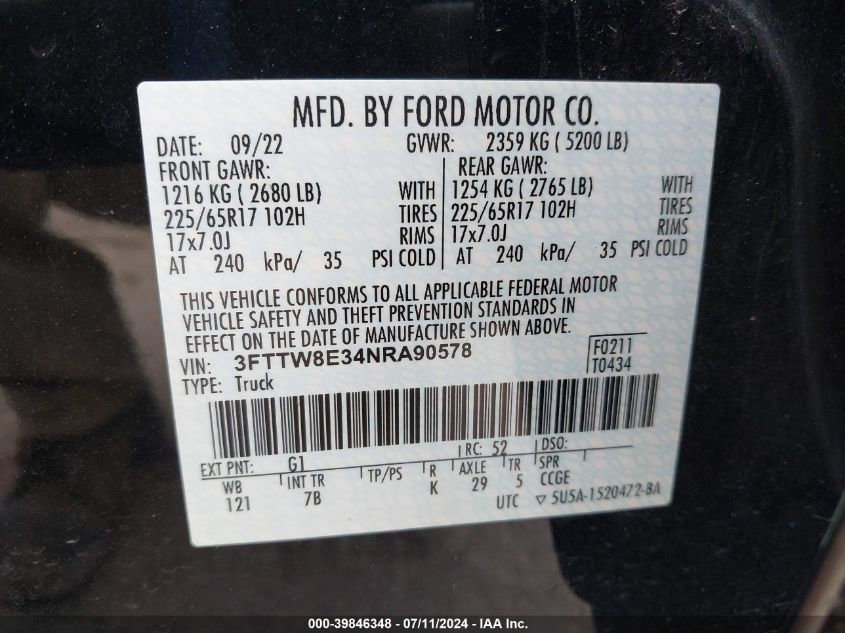 MFD. BY FORD MOTOR CO.
DATE: 09/22 GVWR: 2359 KG ( 5200 LB)
FRONT GAWR: REAR GAWR:
1216 KG ( 2680 LB) WITH 1254 KG ( 2765 LB) WITH
225/65R17 102H TIRES 225/65R17 102H TIRES
17x7.0J RIMS 17x7.0J RIMS
AT 240 kPa/ 35 PSI COLD AT 240 kPa/ 35 PSI COLD
THIS VEHICLE CONFORMS TO ALL APPLICABLE FEDERAL MOTOR
VEHICLE SAFETY AND THEFT PREVENTION STANDARDS IN
EFFECT ON THE DATE OF MANUFACTURE SHOWN ABOVE.
VIN: 3FTTW8E34NRA90578 F0211
TYPE: Truck T0434
EXT PNT: G1 RC: 52 DSO:
WB INT TR TP/PS R AXLE TR SPR
121 7B K 29 5 CCGE
UTC ▽ 5U5A-1520472-BA
000-39846348 - 07/11/2024 - IAA Inc.